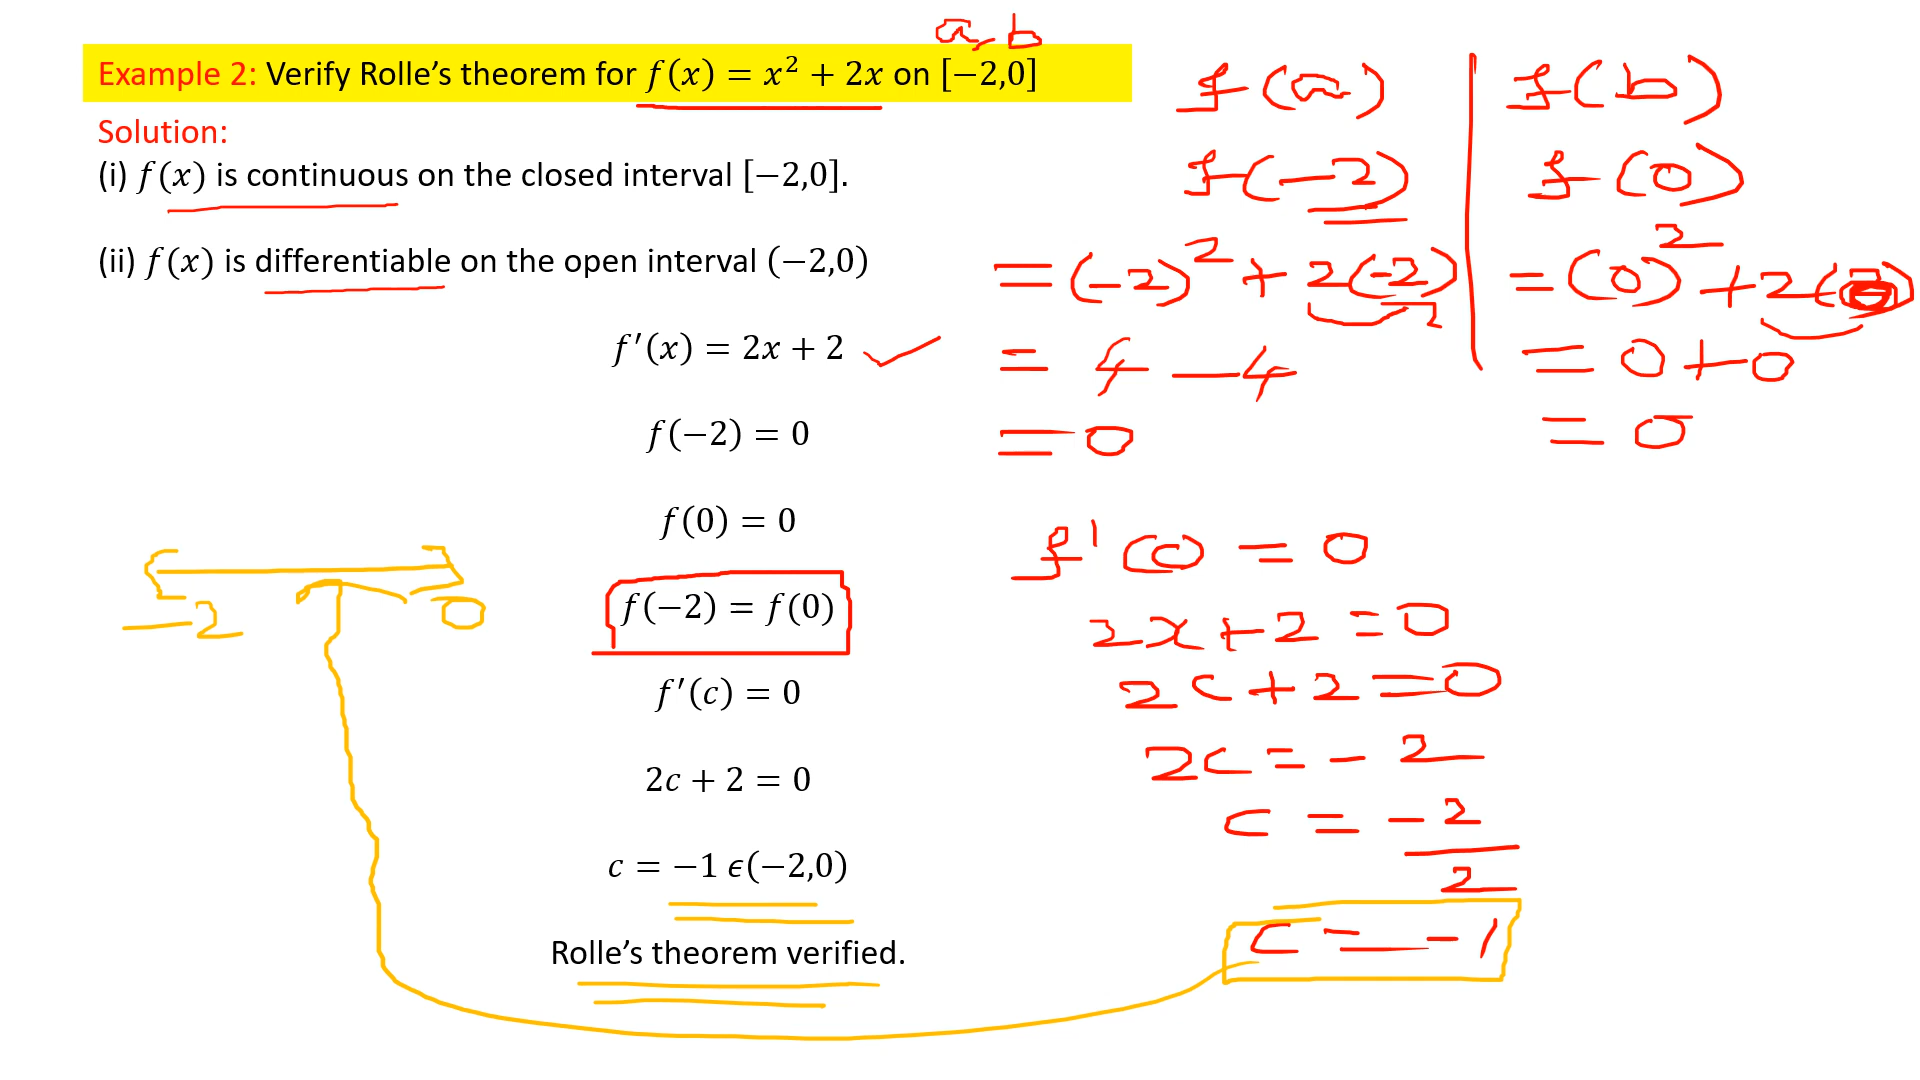 a, b
Example 2: Verify Rolle's theorem for f(x) = x² + 2x on [−2,0]
Solution:
(i) f(x) is continuous on the closed interval [−2,0].
(ii) f(x) is differentiable on the open interval (−2,0)
f′(x) = 2x + 2
f(−2) = 0
f(0) = 0
f(−2) = f(0)
f′(c) = 0
2c + 2 = 0
c = −1 ϵ(−2,0)
Rolle's theorem verified.
−2 0
f(a)
f(−2)
= (−2)² + 2(−2)
= 4 − 4
= 0
f(b)
f(0)
= (0)² + 2(0)
= 0 + 0
= 0
f'(c) = 0
2x + 2 = 0
2c + 2 = 0
2c = −2
c = −2
2
c = −1